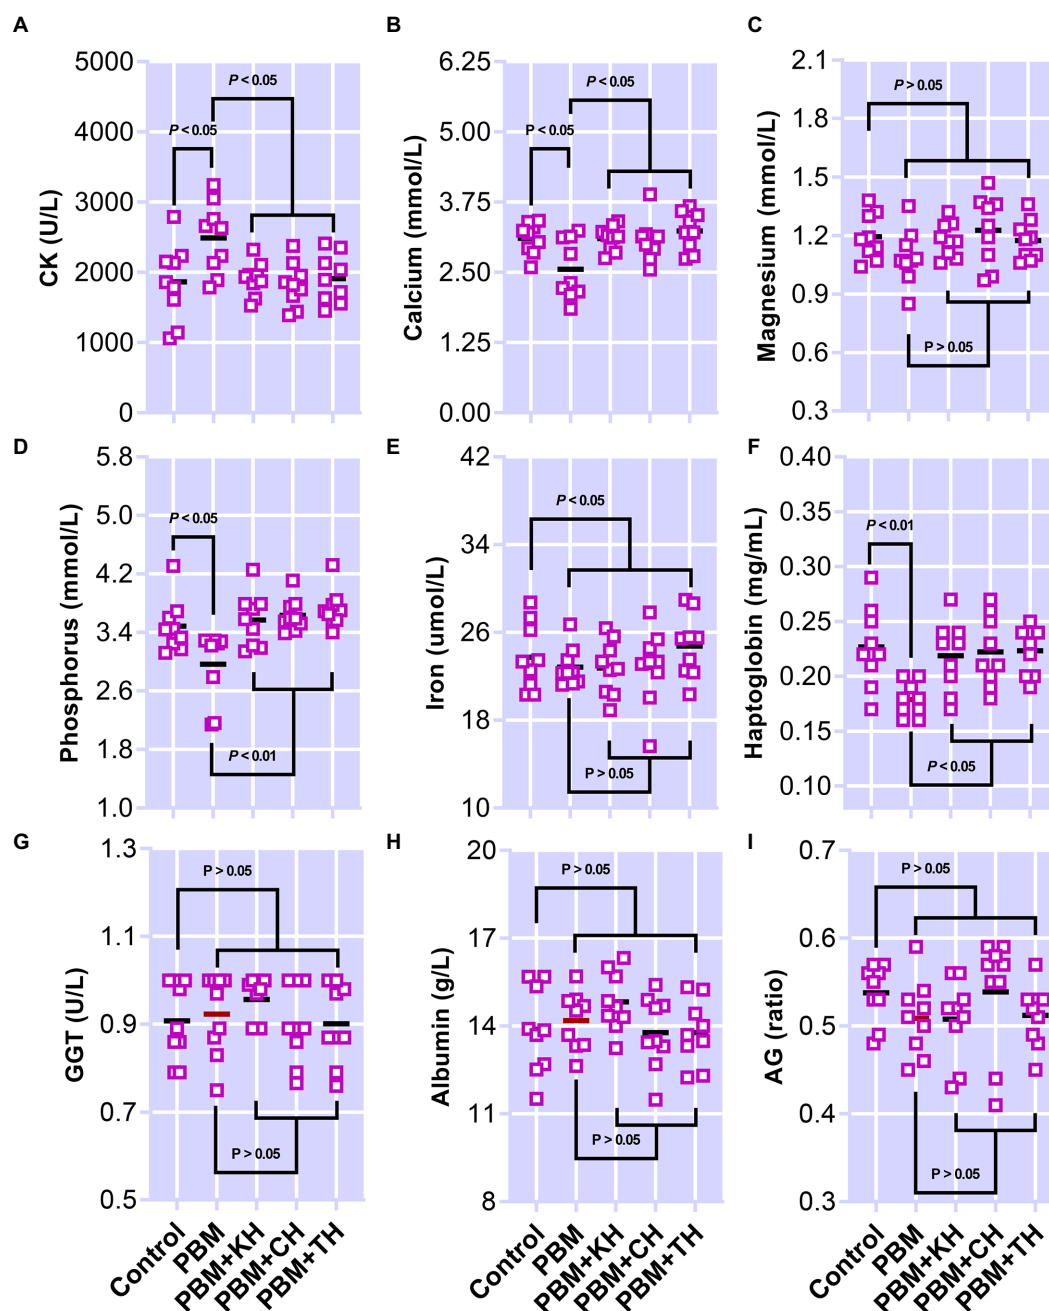 A
CK (U/L)
5000
4000
3000
2000
1000
0
P < 0.05
P < 0.05
B
Calcium (mmol/L)
6.25
5.00
3.75
2.50
1.25
0.00
P < 0.05
P < 0.05
C
Magnesium (mmol/L)
2.1
1.8
1.5
1.2
0.9
0.6
0.3
P > 0.05
P > 0.05
D
Phosphorus (mmol/L)
5.8
5.0
4.2
3.4
2.6
1.8
1.0
P < 0.05
P < 0.01
E
Iron (umol/L)
42
34
26
18
10
P < 0.05
P > 0.05
F
Haptoglobin (mg/mL)
0.40
0.35
0.30
0.25
0.20
0.15
0.10
P < 0.01
P < 0.05
G
GGT (U/L)
1.3
1.1
0.9
0.7
0.5
P > 0.05
P > 0.05
Control
PBM
PBM+KH
PBM+CH
PBM+TH
H
Albumin (g/L)
20
17
14
11
8
P > 0.05
P > 0.05
Control
PBM
PBM+KH
PBM+CH
PBM+TH
I
AG (ratio)
0.7
0.6
0.5
0.4
0.3
P > 0.05
P > 0.05
Control
PBM
PBM+KH
PBM+CH
PBM+TH